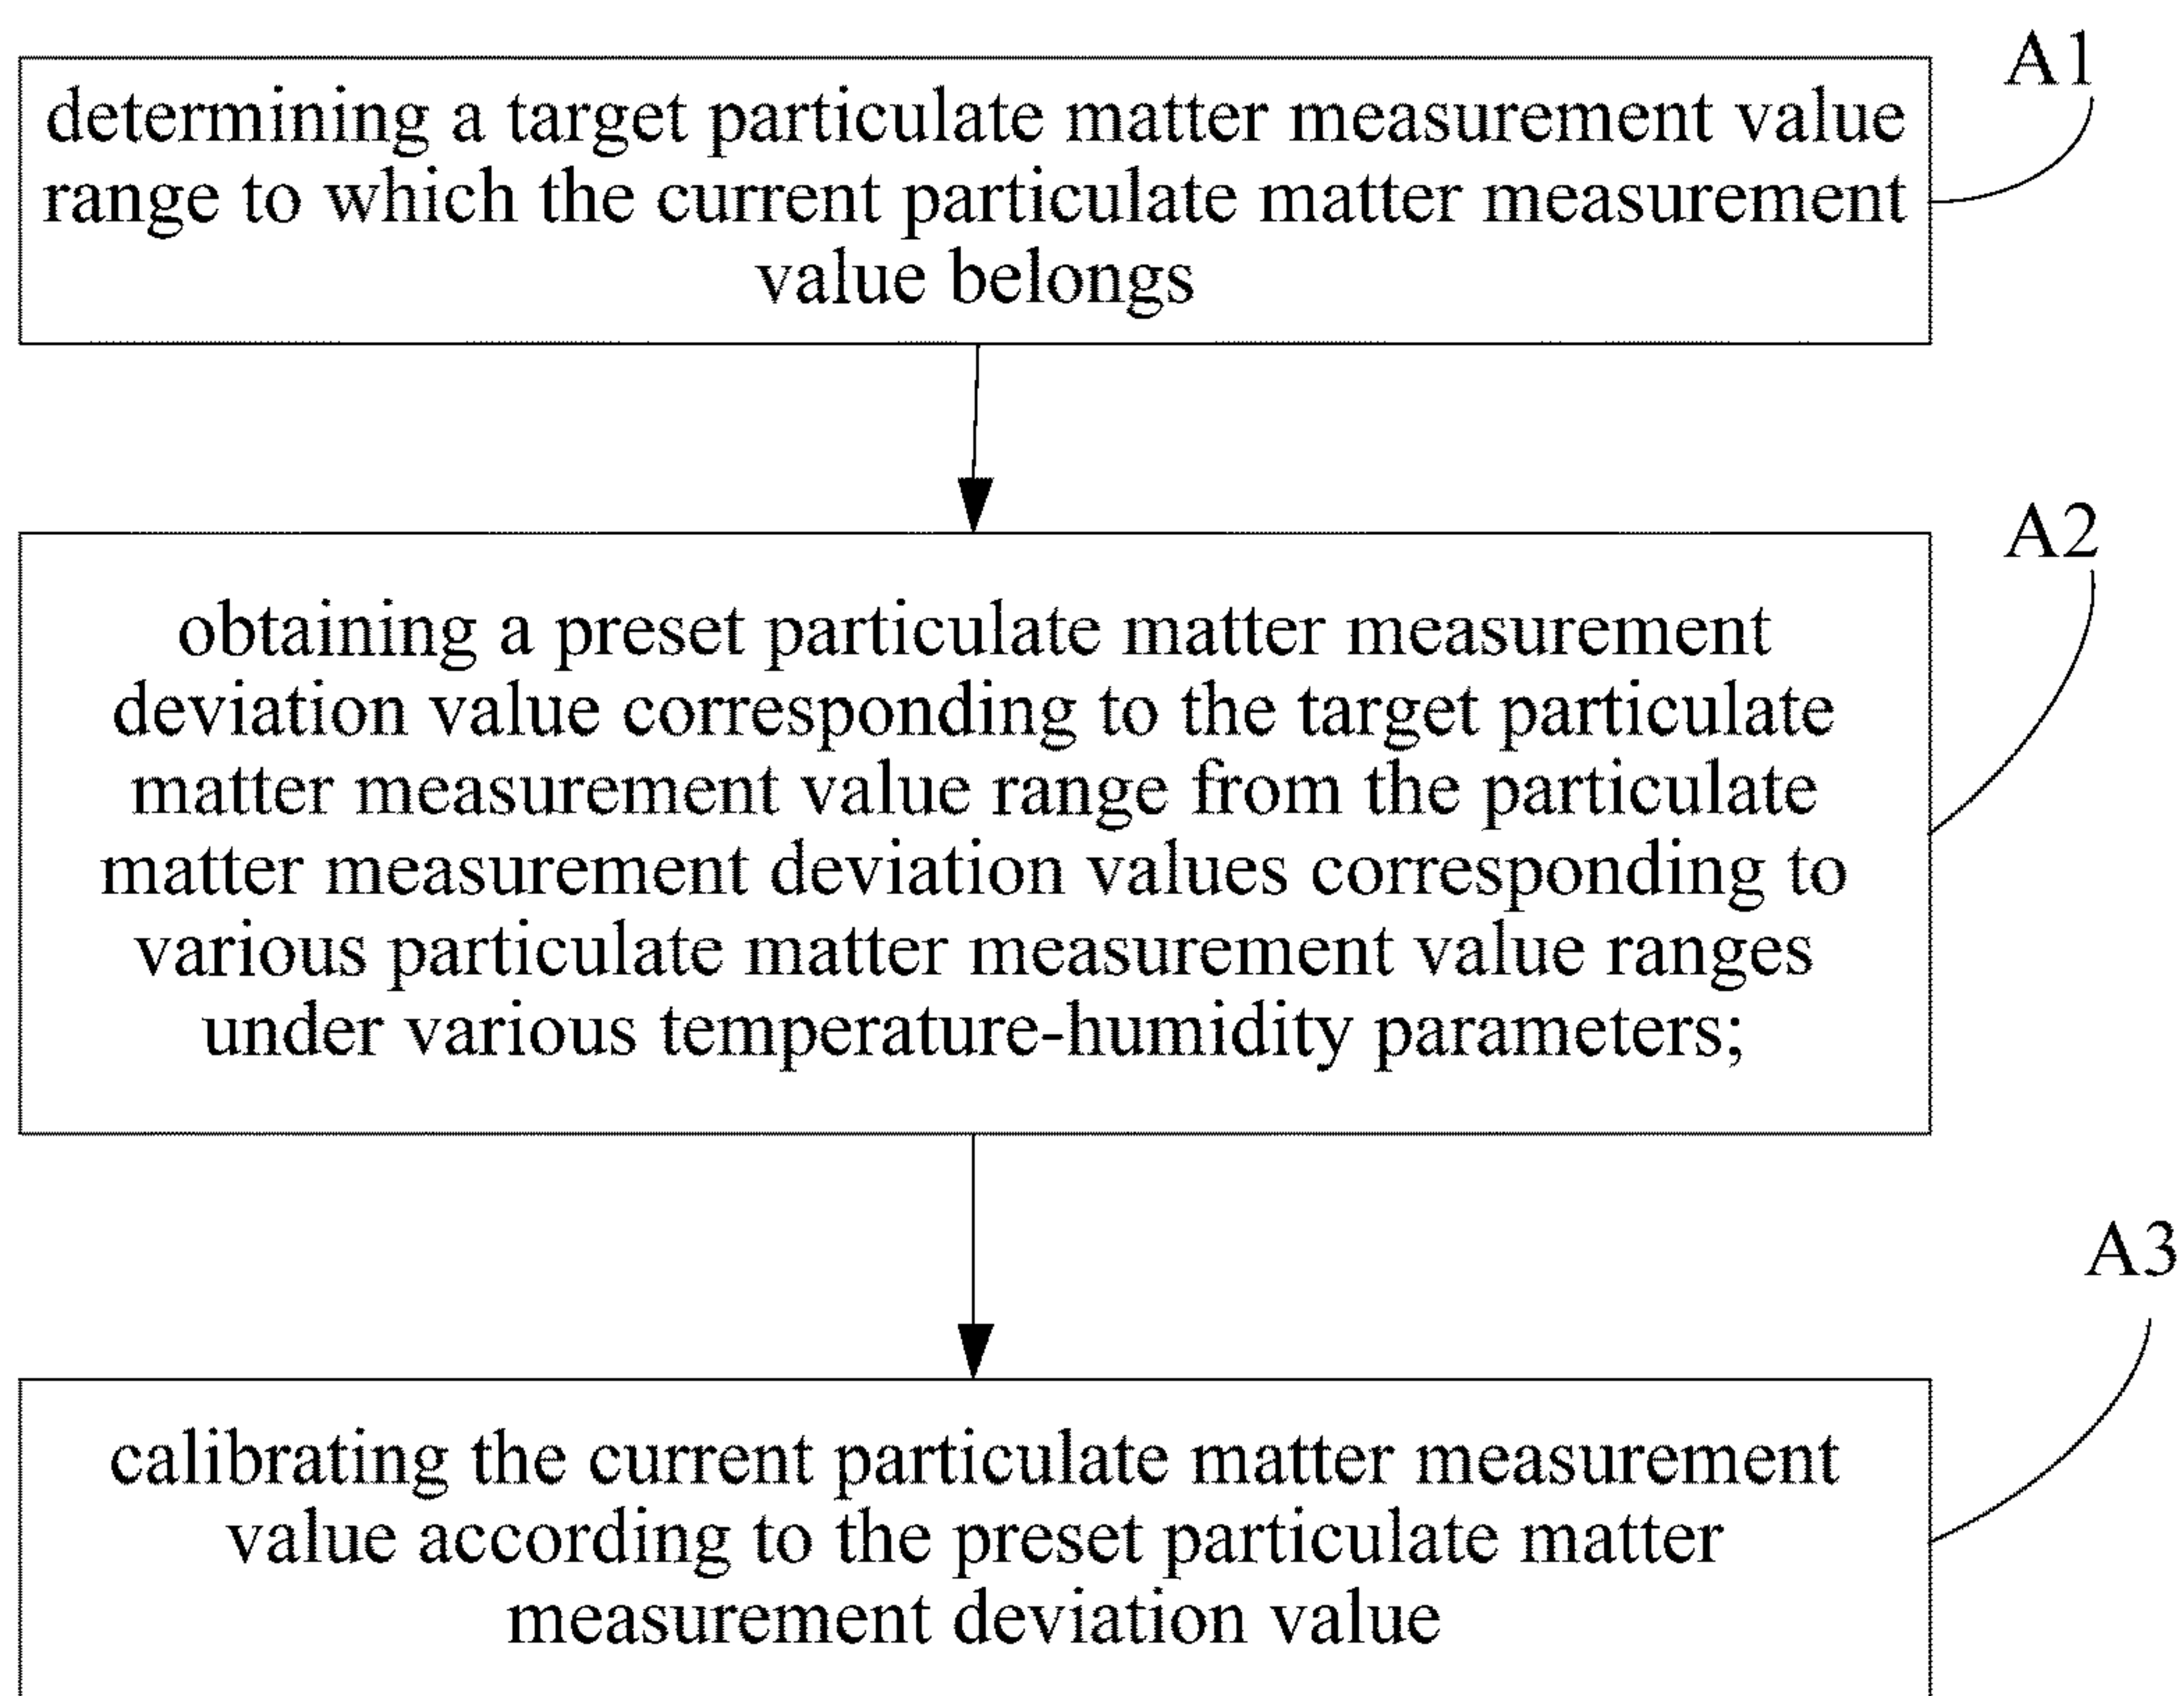 A1
determining a target particulate matter measurement value
range to which the current particulate matter measurement
value belongs
A2
obtaining a preset particulate matter measurement
deviation value corresponding to the target particulate
matter measurement value range from the particulate
matter measurement deviation values corresponding to
various particulate matter measurement value ranges
under various temperature-humidity parameters;
A3
calibrating the current particulate matter measurement
value according to the preset particulate matter
measurement deviation value